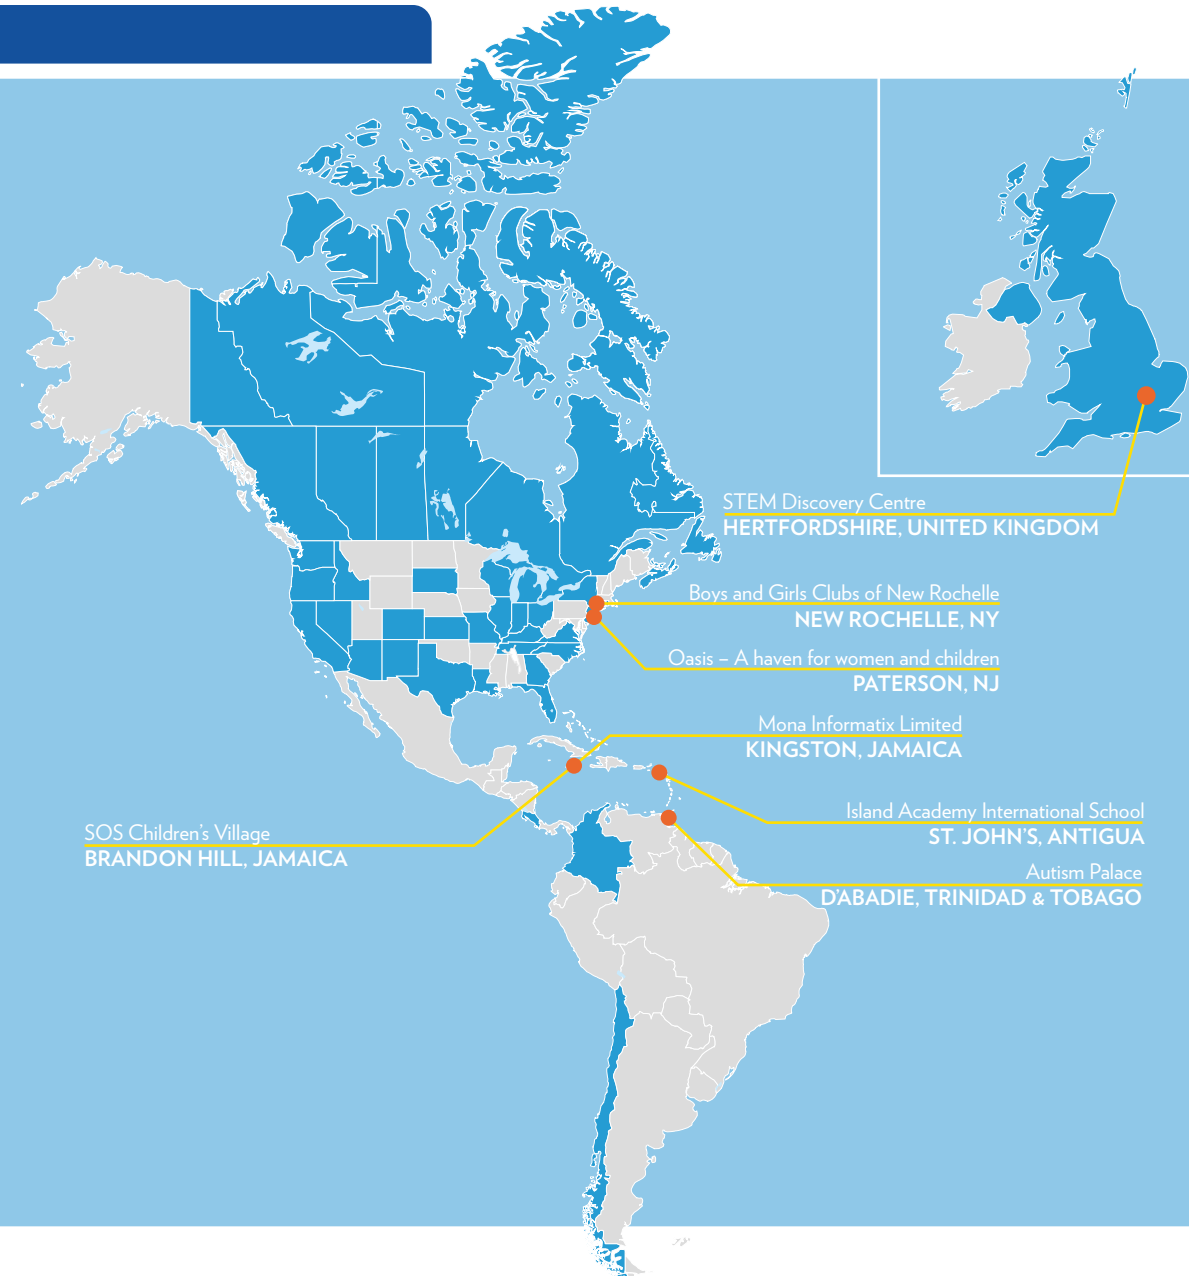 STEM Discovery Centre
HERTFORDSHIRE, UNITED KINGDOM
Boys and Girls Clubs of New Rochelle
NEW ROCHELLE, NY
Oasis – A haven for women and children
PATERSON, NJ
Mona Informatix Limited
KINGSTON, JAMAICA
Island Academy International School
ST. JOHN'S, ANTIGUA
SOS Children's Village
BRANDON HILL, JAMAICA
Autism Palace
D'ABADIE, TRINIDAD & TOBAGO